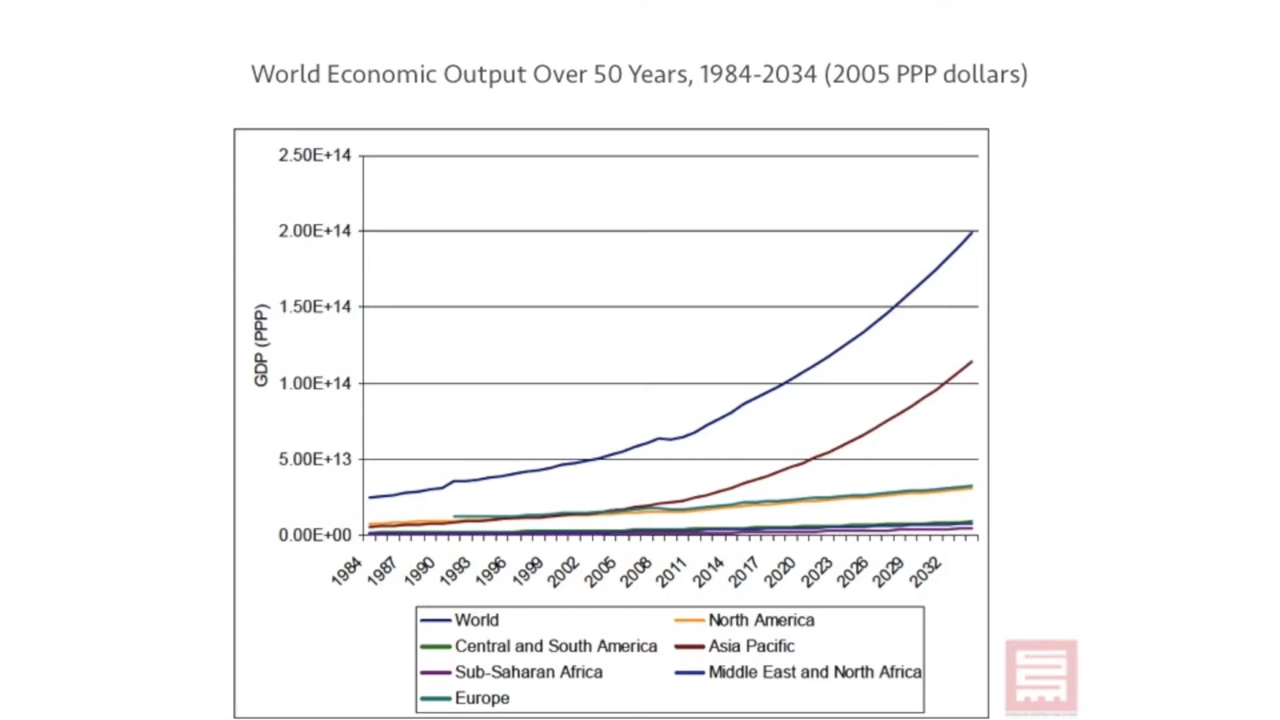 World Economic Output Over 50 Years, 1984-2034 (2005 PPP dollars)
2.50E+14
2.00E+14
1.50E+14
1.00E+14
5.00E+13
0.00E+00
GDP (PPP)
1984 1987 1990 1993 1996 1999 2002 2005 2008 2011 2014 2017 2020 2023 2026 2029 2032
World North America
Central and South America Asia Pacific
Sub-Saharan Africa Middle East and North Africa
Europe